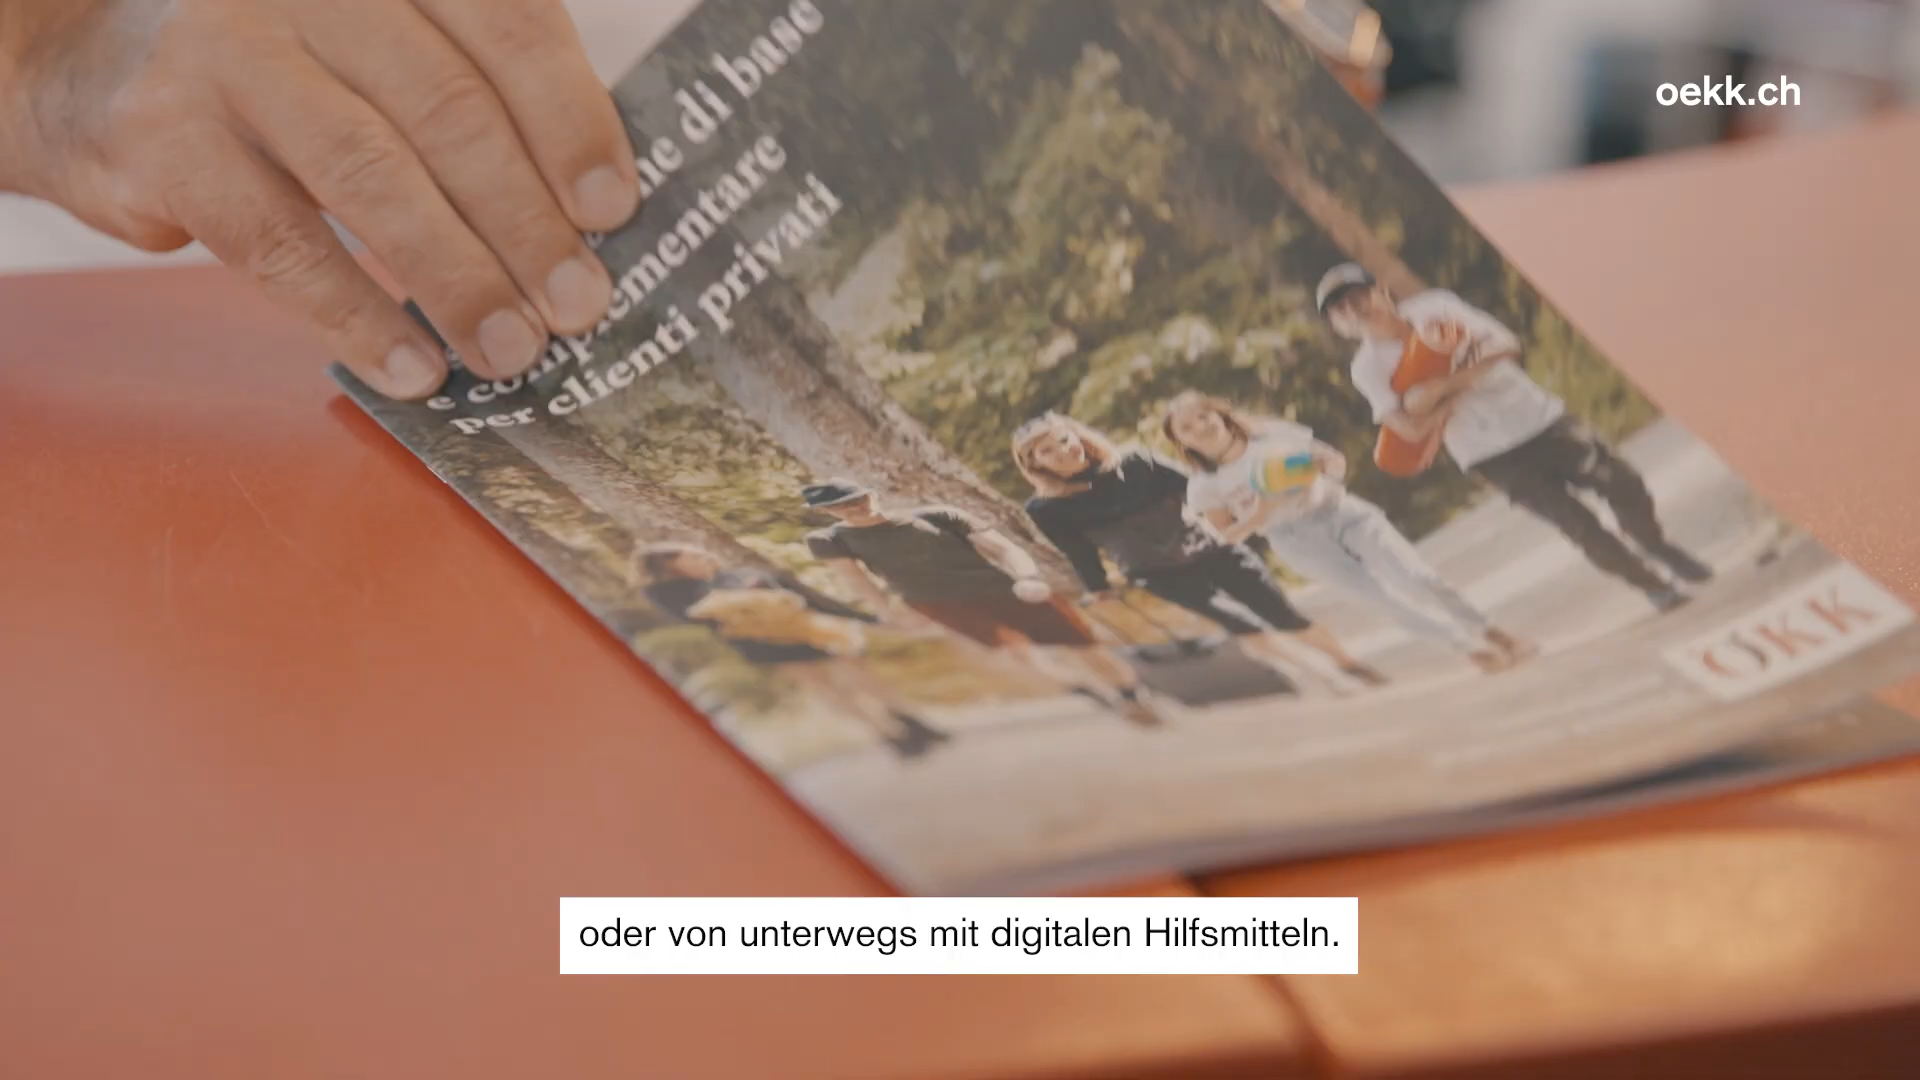 oekk.ch
di base
e complementare
per clienti privati
ÖKK
oder von unterwegs mit digitalen Hilfsmitteln.